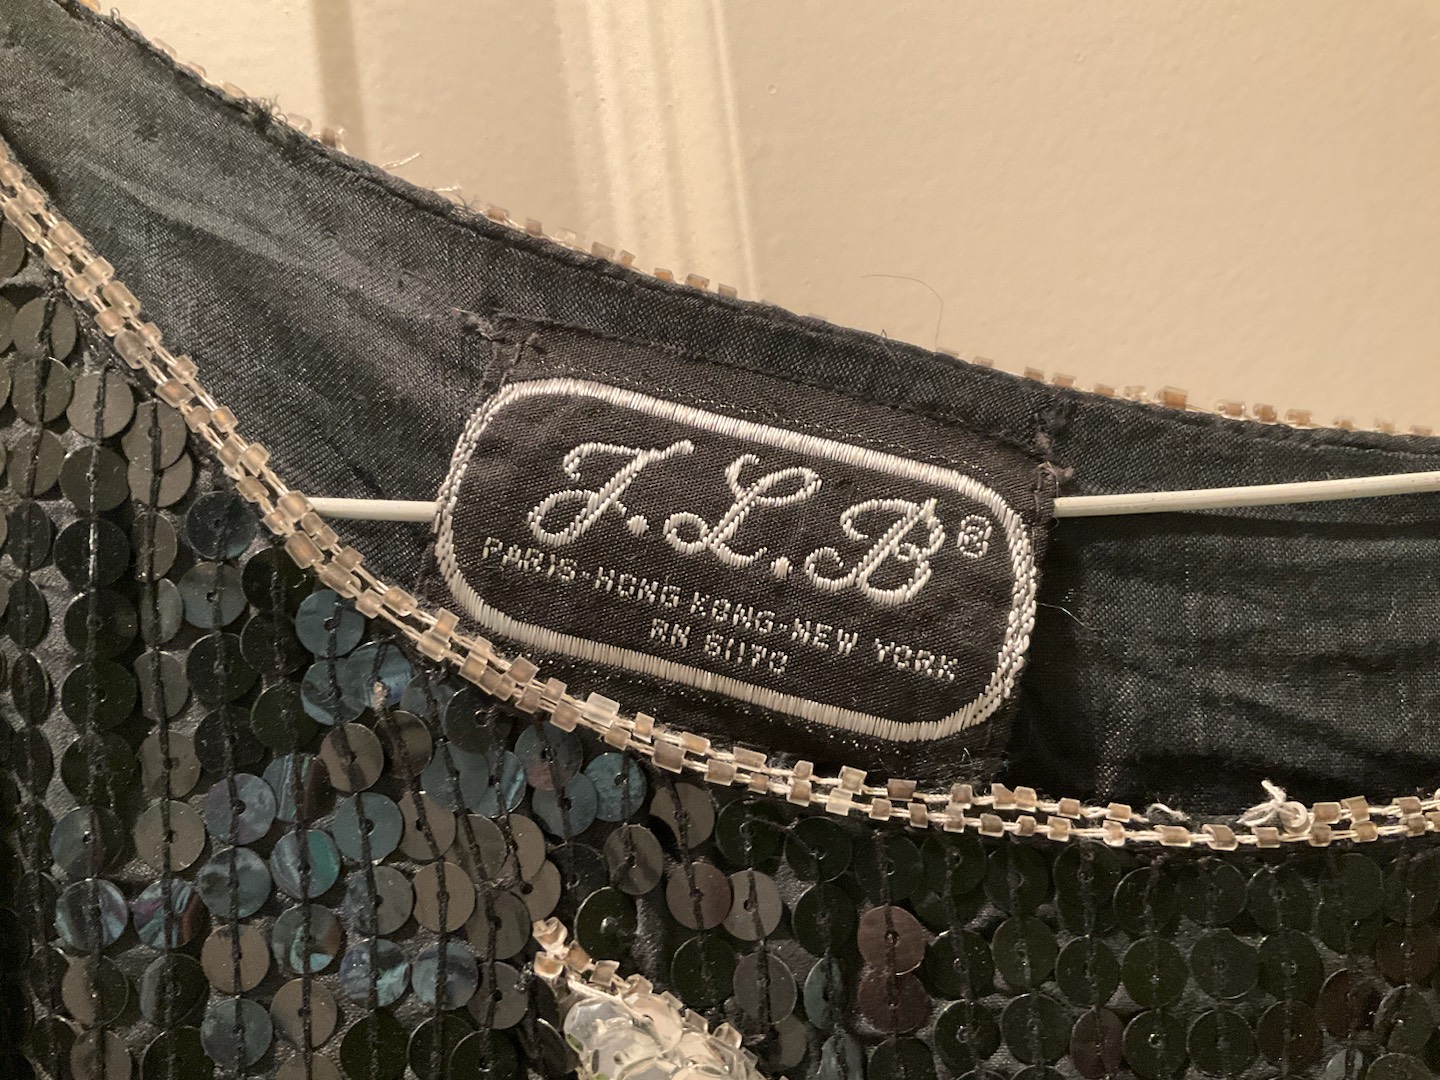 J.L.B®
PARIS-HONG KONG-NEW YORK
RN 61170